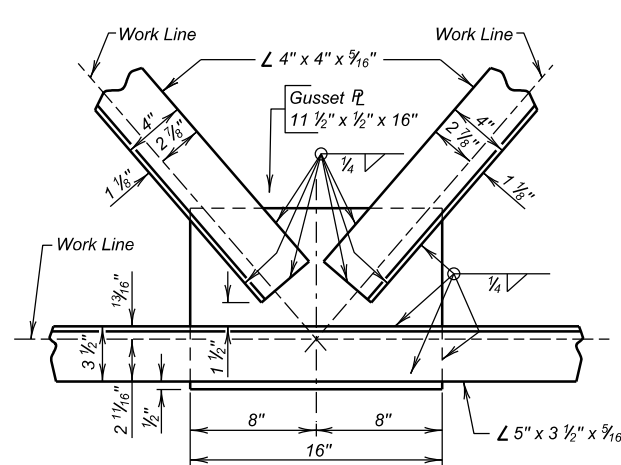 Work Line
Work Line
∠ 4" x 4" x 5/16"
Gusset ⅊
11 1/2" x 1/2" x 16"
4"
2 7/8"
1 1/8"
1/4
4"
2 7/8"
1 1/8"
Work Line
13/16"
1/4
3 1/2"
1 1/2"
2 11/16"
1/2"
8"
8"
∠ 5" x 3 1/2" x 5/16
16"